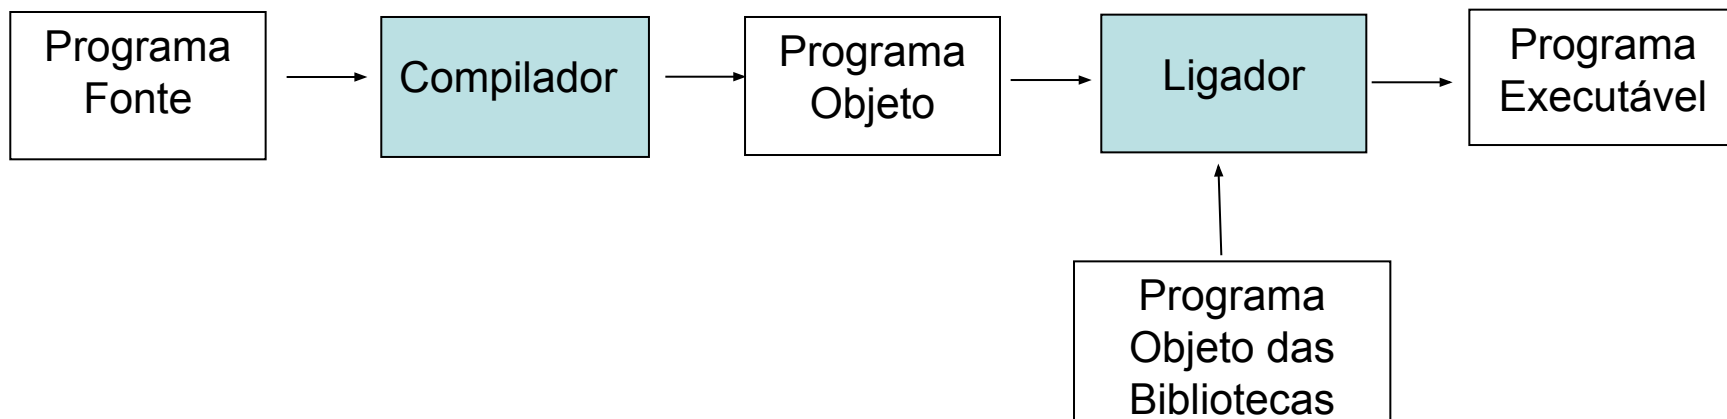 Programa
Fonte
Compilador
Programa
Objeto
Ligador
Programa
Executável
Programa
Objeto das
Bibliotecas